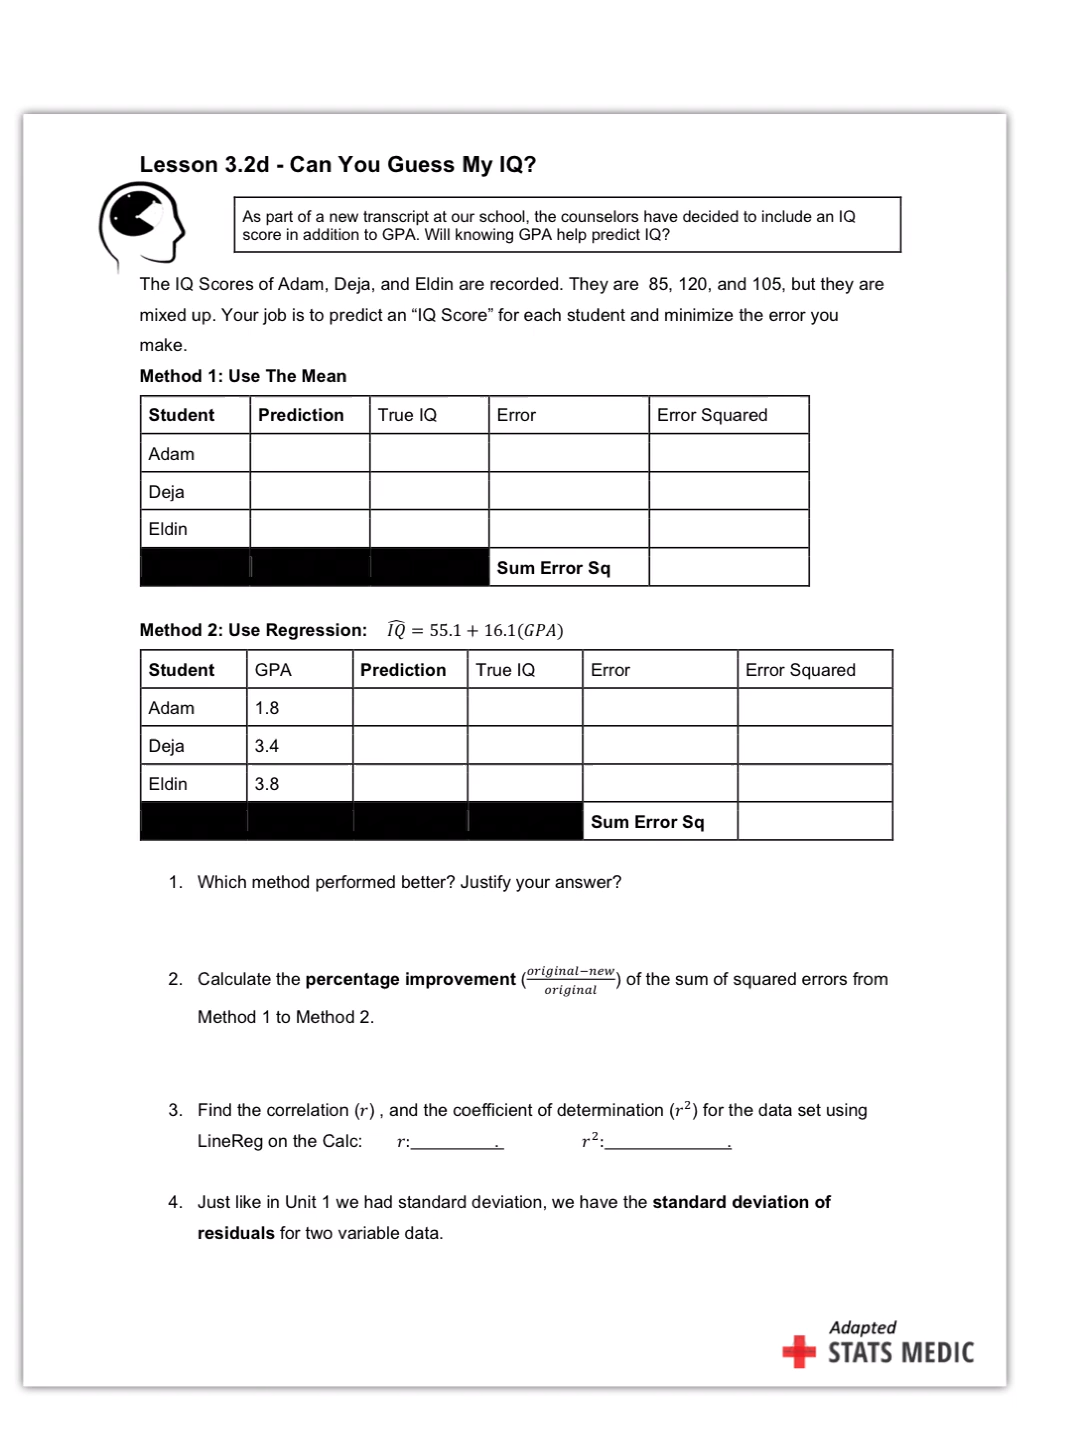 Lesson 3.2d - Can You Guess My IQ?
As part of a new transcript at our school, the counselors have decided to include an IQ
score in addition to GPA. Will knowing GPA help predict IQ?
The IQ Scores of Adam, Deja, and Eldin are recorded. They are  85, 120, and 105, but they are
mixed up. Your job is to predict an “IQ Score” for each student and minimize the error you
make.
Method 1: Use The Mean
Student Prediction True IQ Error Error Squared
Adam
Deja
Eldin
Sum Error Sq
Method 2: Use Regression: \widehat{IQ} = 55.1 + 16.1(GPA)
Student GPA Prediction True IQ Error Error Squared
Adam 1.8
Deja 3.4
Eldin 3.8
Sum Error Sq
1. Which method performed better? Justify your answer?
2. Calculate the percentage improvement (\frac{original-new}{original}) of the sum of squared errors from
Method 1 to Method 2.
3. Find the correlation (r) , and the coefficient of determination (r²) for the data set using
LineReg on the Calc: r:_________. r²:_____________.
4. Just like in Unit 1 we had standard deviation, we have the standard deviation of
residuals for two variable data.
Adapted
STATS MEDIC